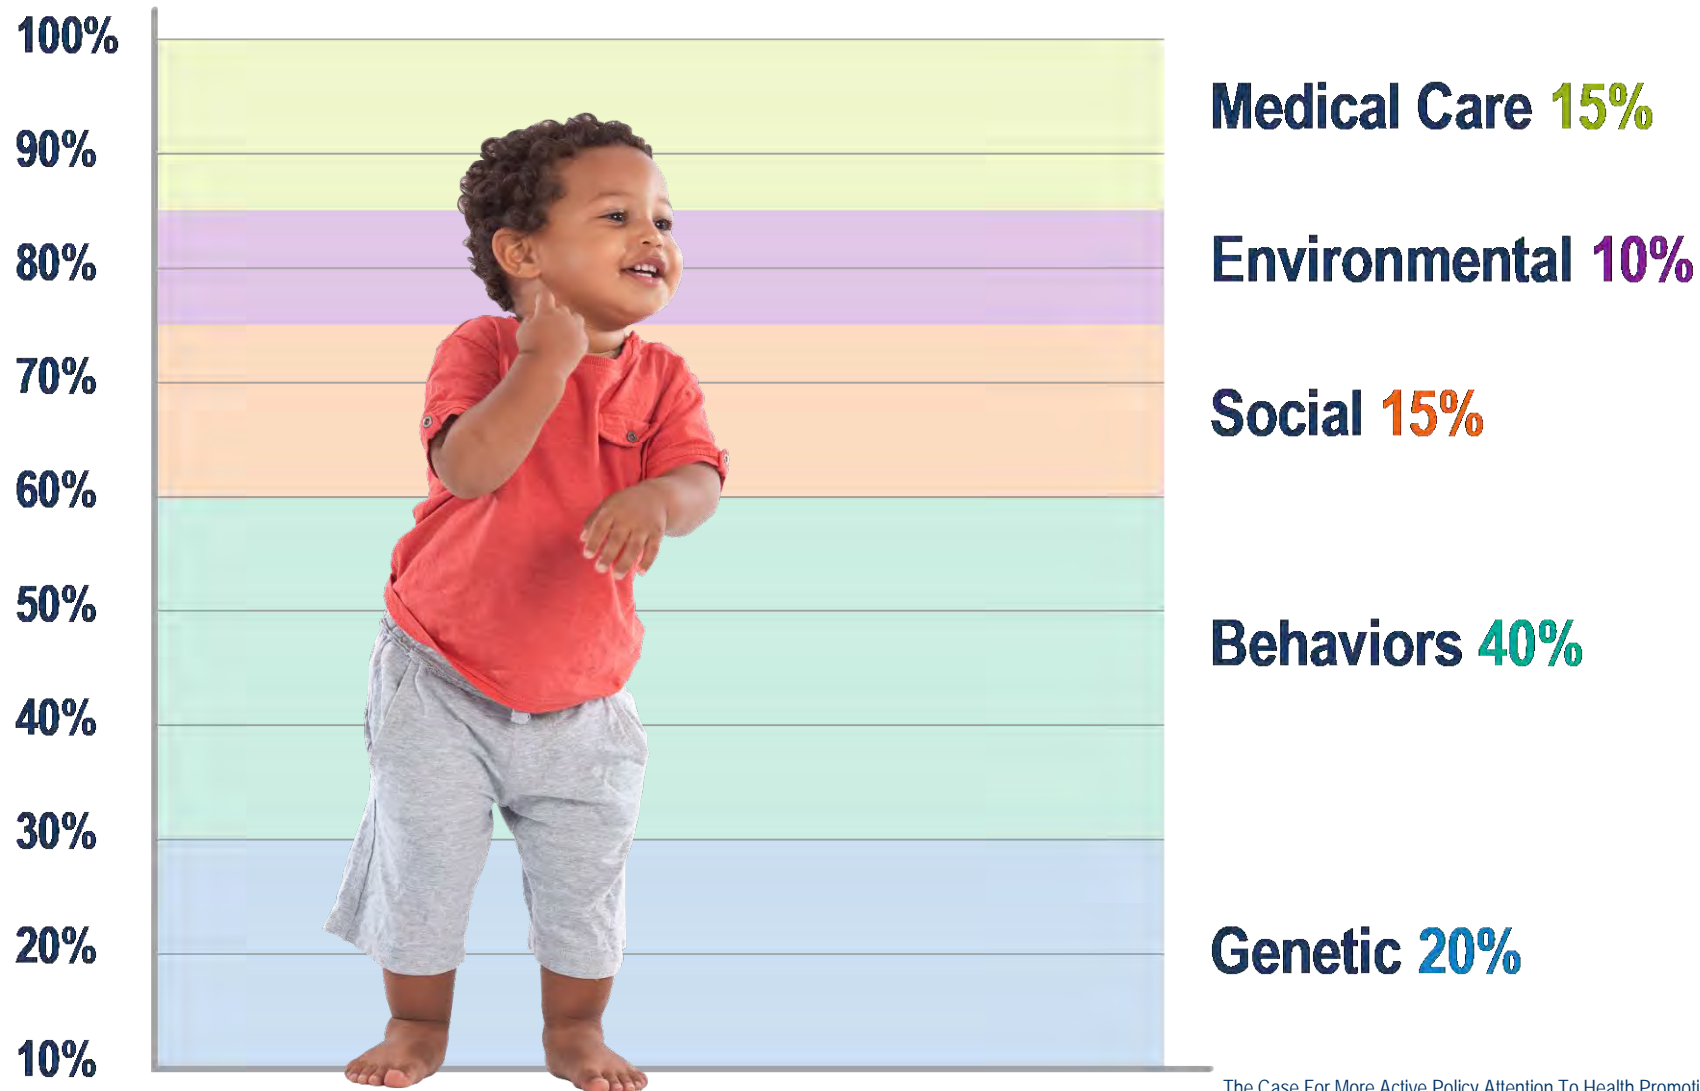 100%
90%
80%
70%
60%
50%
40%
30%
20%
10%
Medical Care 15%
Environmental 10%
Social 15%
Behaviors 40%
Genetic 20%
The Case For More Active Policy Attention To Health